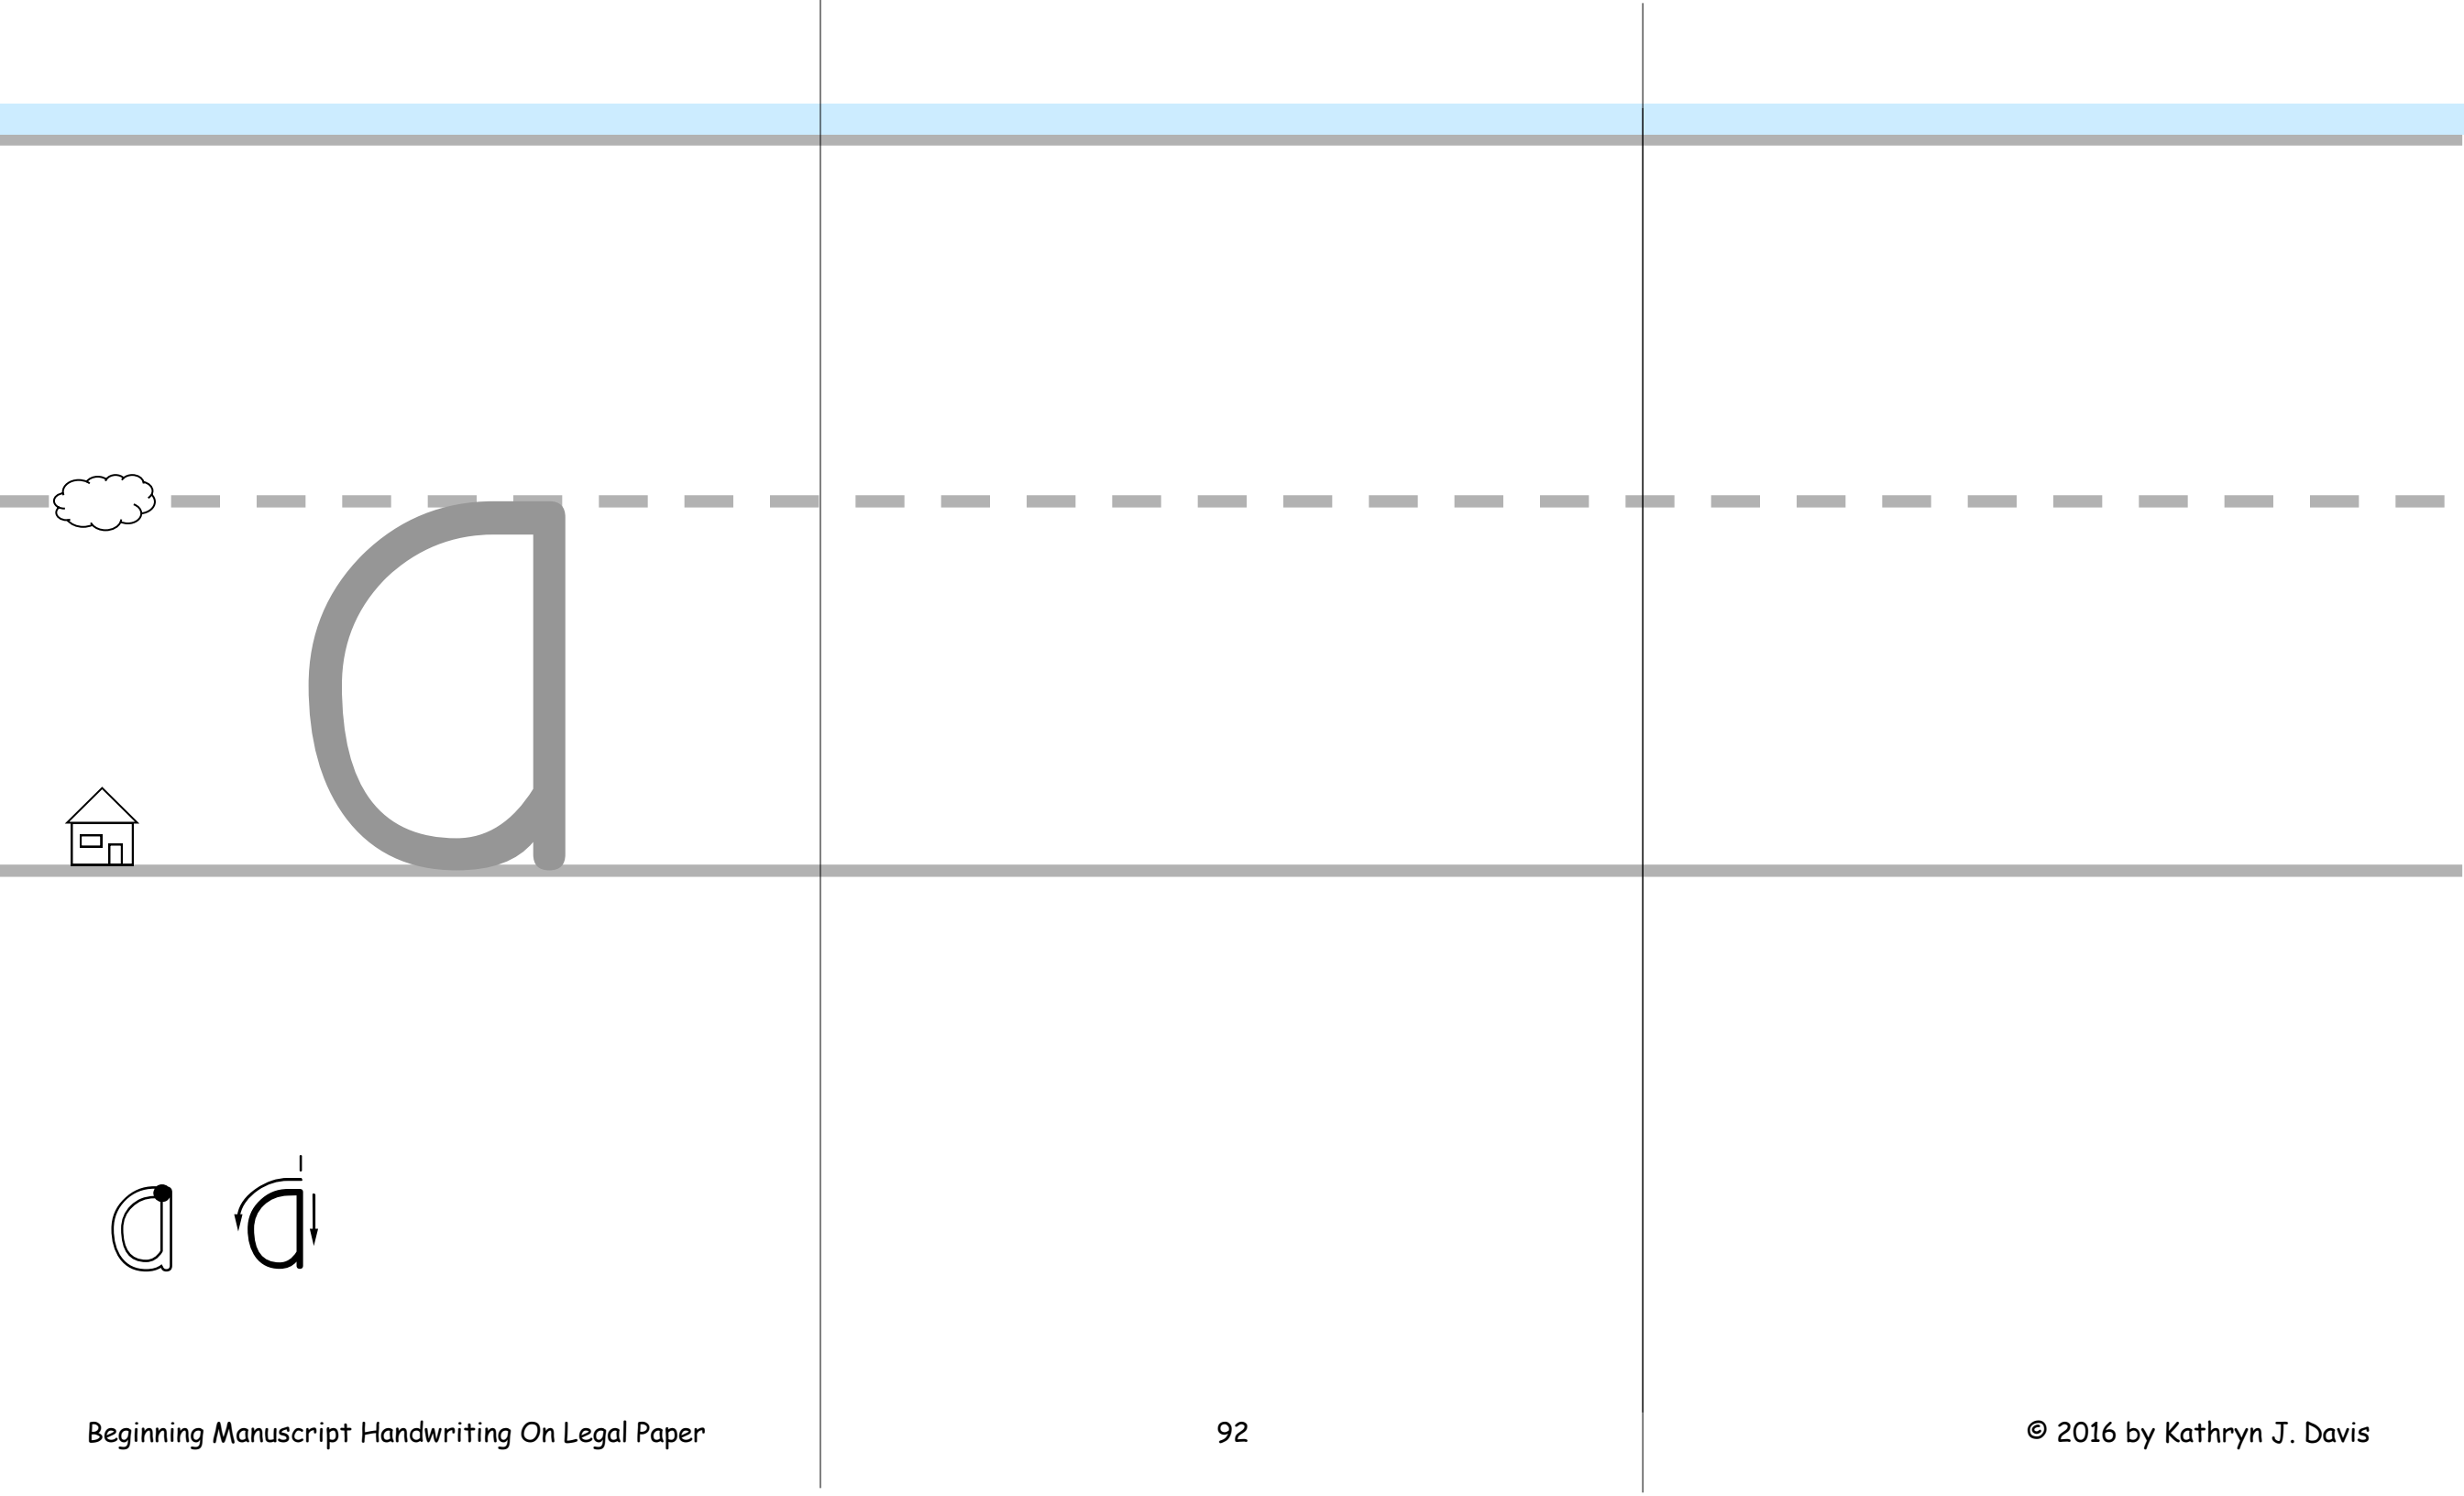 a
a a
Beginning Manuscript Handwriting On Legal Paper 92 © 2016 by Kathryn J. Davis